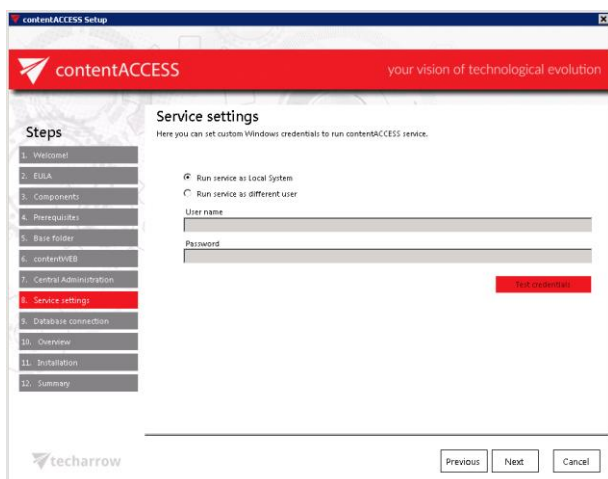 contentACCESS Setup
contentACCESS
your vision of technological evolution
Steps
1. Welcome!
2. EULA
3. Components
4. Prerequisites
5. Base folder
6. contentWEB
7. Central Administration
8. Service settings
9. Database connection
10. Overview
11. Installation
12. Summary
Service settings
Here you can set custom Windows credentials to run contentACCESS service.
Run service as Local System
Run service as different user
User name
Password
Test credentials
techarrow
Previous
Next
Cancel